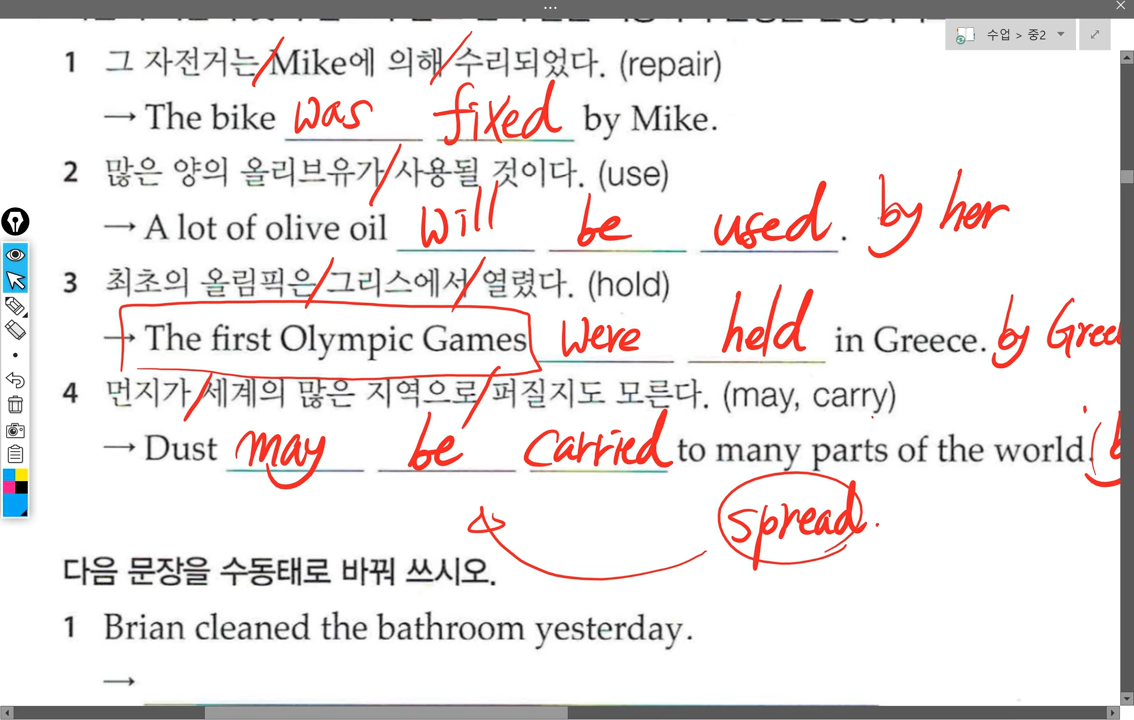 수업 > 중2
1 그 자전거는/Mike에 의해/수리되었다. (repair)
→ The bike was fixed by Mike.
2 많은 양의 올리브유가/사용될 것이다. (use)
→ A lot of olive oil will be used. by her
3 최초의 올림픽은/그리스에서/열렸다. (hold)
→ The first Olympic Games were held in Greece. by
4 먼지가/세계의 많은 지역으로/퍼질지도 모른다. (may, carry)
→ Dust may be carried to many parts of the world. (
spread.
다음 문장을 수동태로 바꿔 쓰시오.
1 Brian cleaned the bathroom yesterday.
→